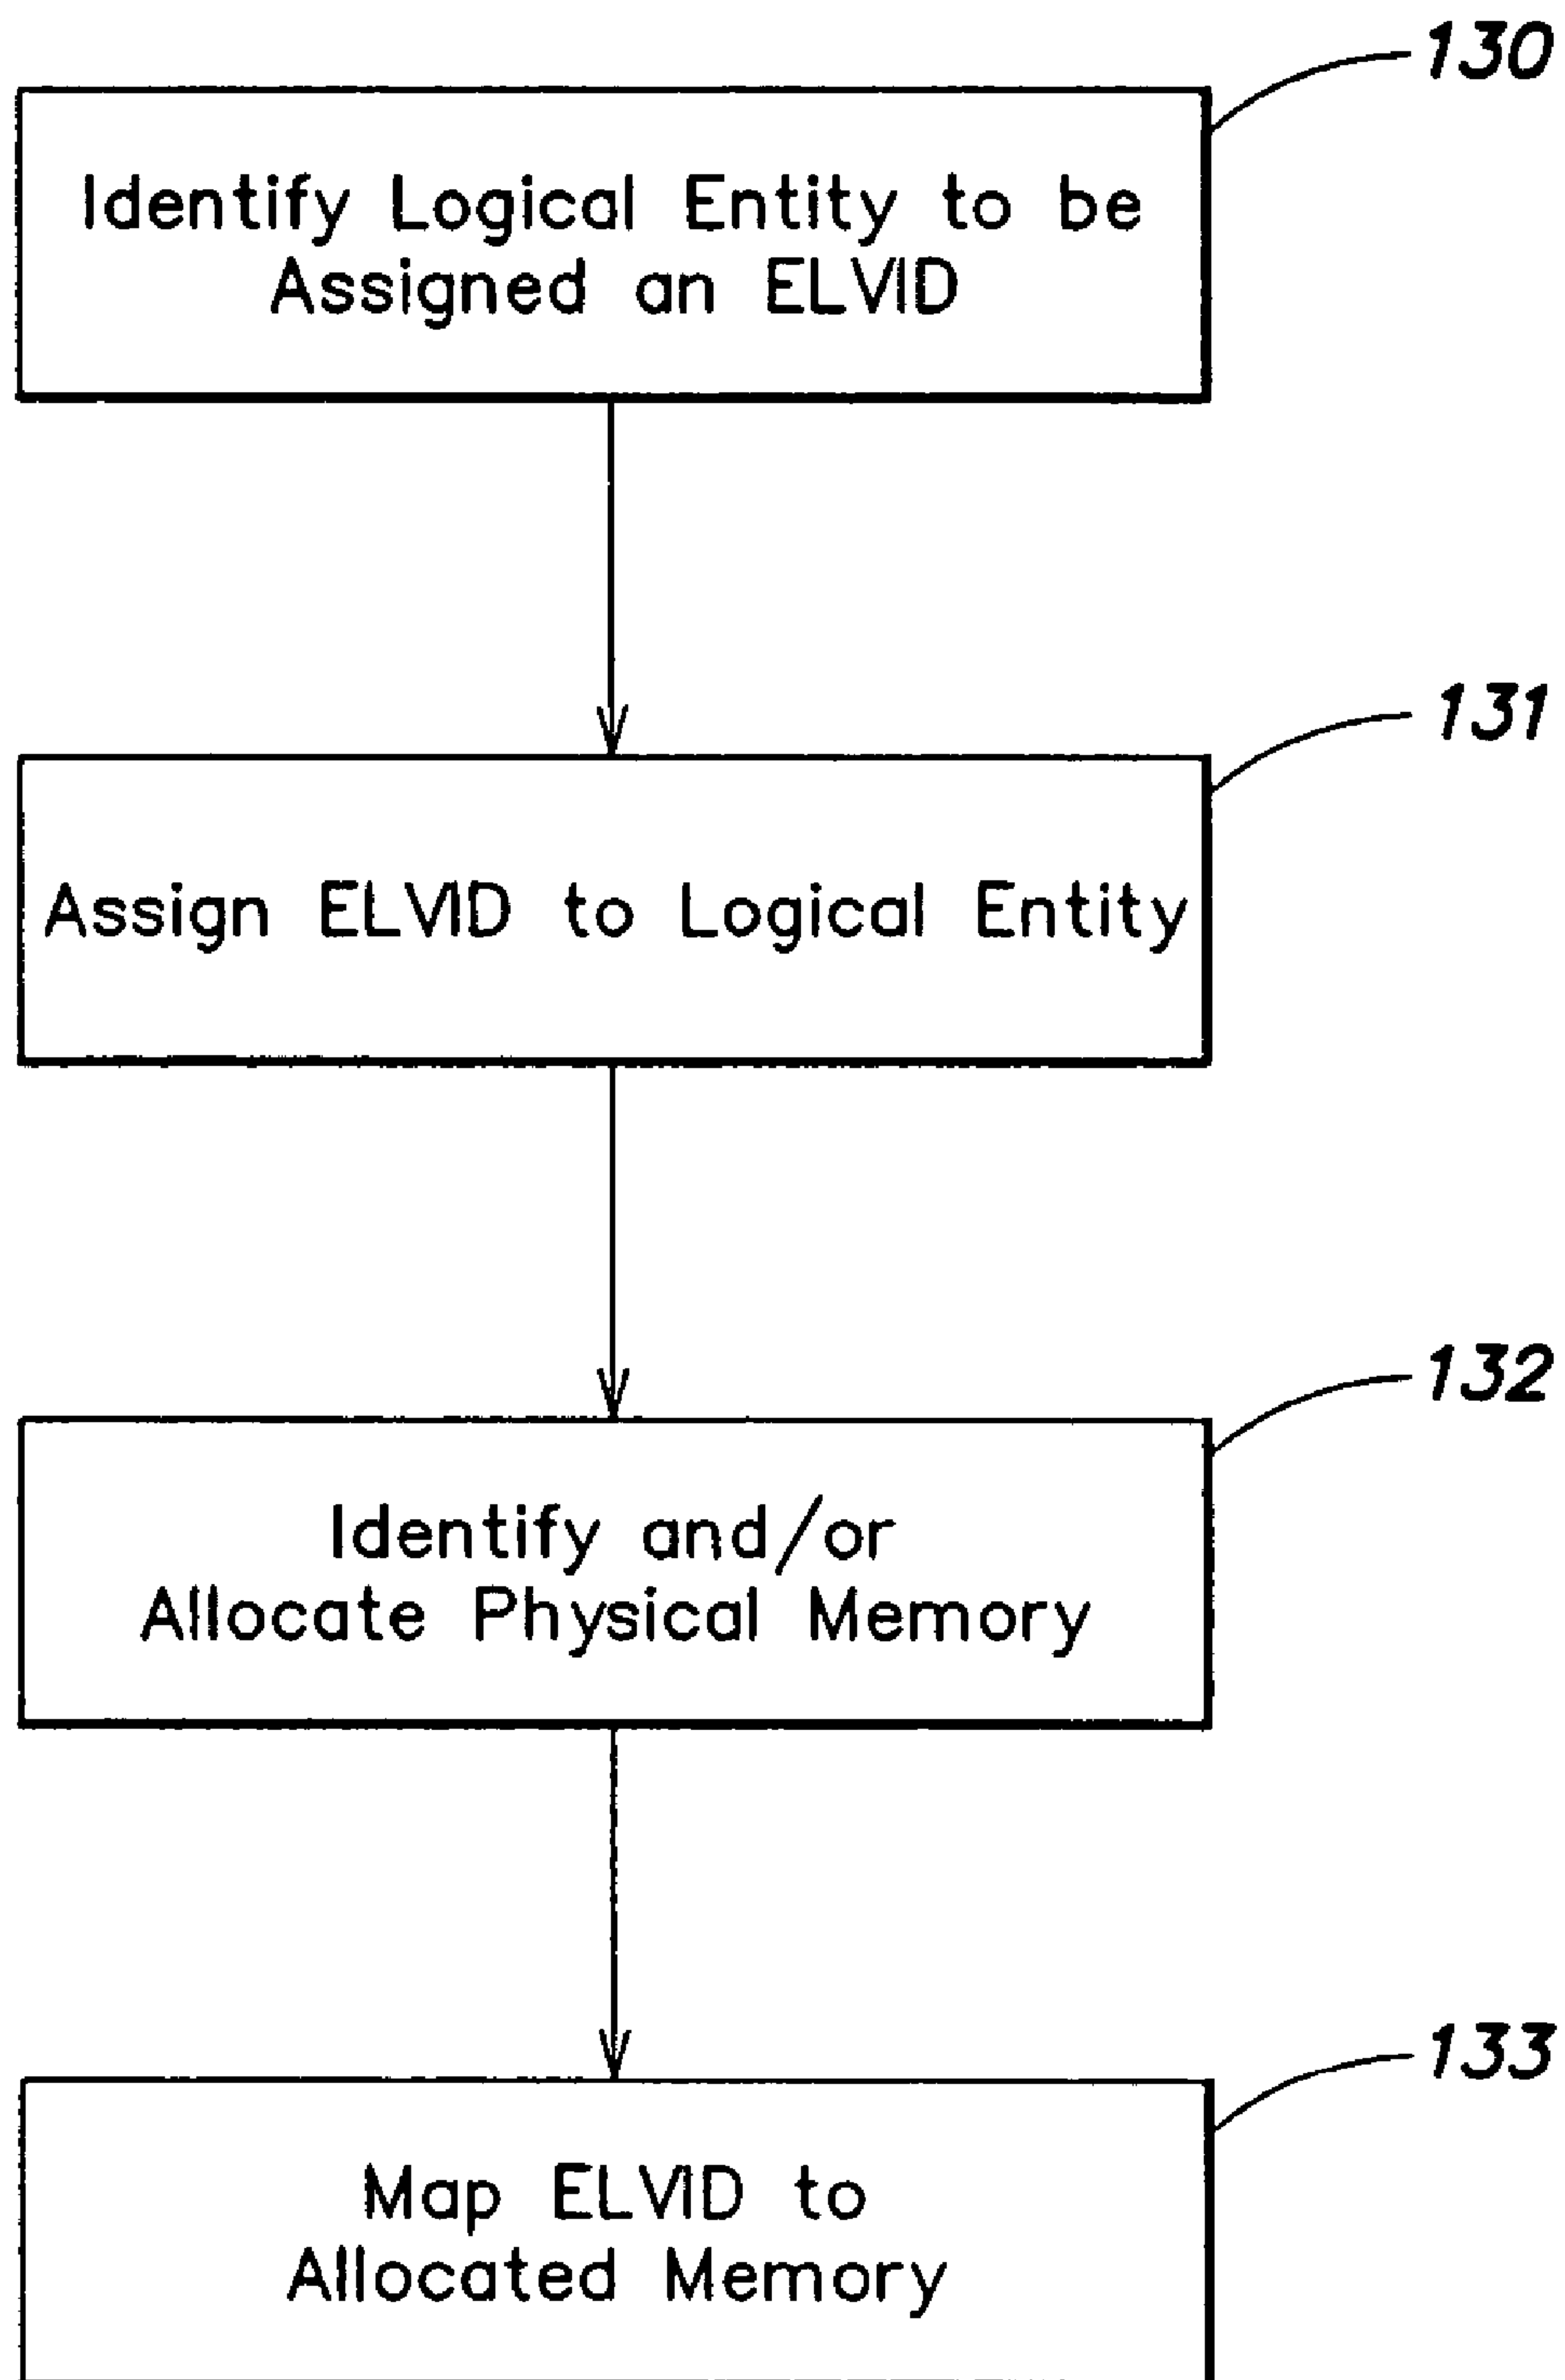 130
Identify Logical Entity to be
Assigned an ELVID
131
Assign ELVID to Logical Entity
132
Identify and/or
Allocate Physical Memory
133
Map ELVID to
Allocated Memory